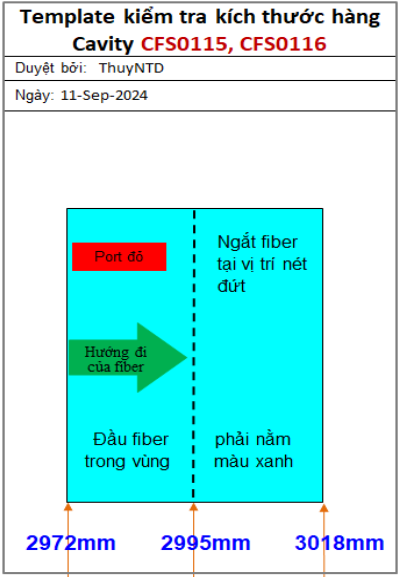 Template kiểm tra kích thước hàng
Cavity CFS0115, CFS0116
Duyệt bởi: ThuyNTD
Ngày: 11-Sep-2024
Port đỏ
Ngắt fiber
tại vị trí nét
đứt
Hướng đi
của fiber
Đầu fiber phải nằm
trong vùng màu xanh
2972mm 2995mm 3018mm